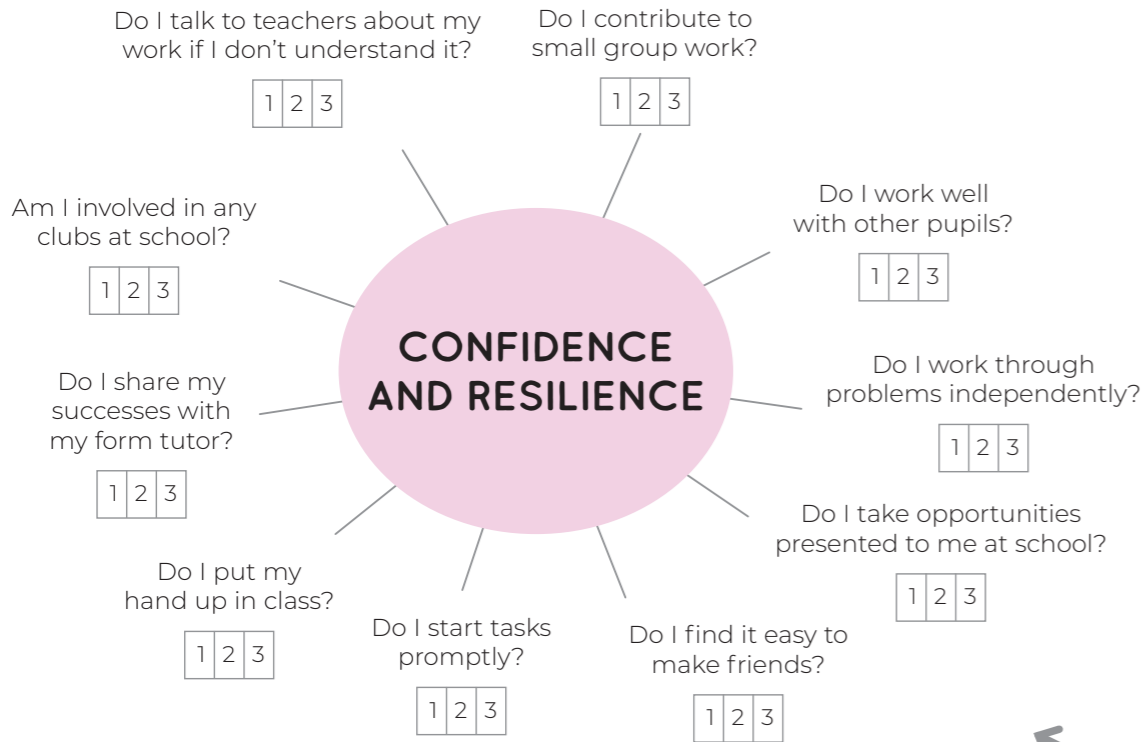 Do I talk to teachers about my
work if I don’t understand it?
1 2 3
Do I contribute to
small group work?
1 2 3
Do I work well
with other pupils?
1 2 3
Do I work through
problems independently?
1 2 3
Do I take opportunities
presented to me at school?
1 2 3
Do I find it easy to
make friends?
1 2 3
Do I start tasks
promptly?
1 2 3
Do I put my
hand up in class?
1 2 3
Do I share my
successes with
my form tutor?
1 2 3
Am I involved in any
clubs at school?
1 2 3
CONFIDENCE
AND RESILIENCE